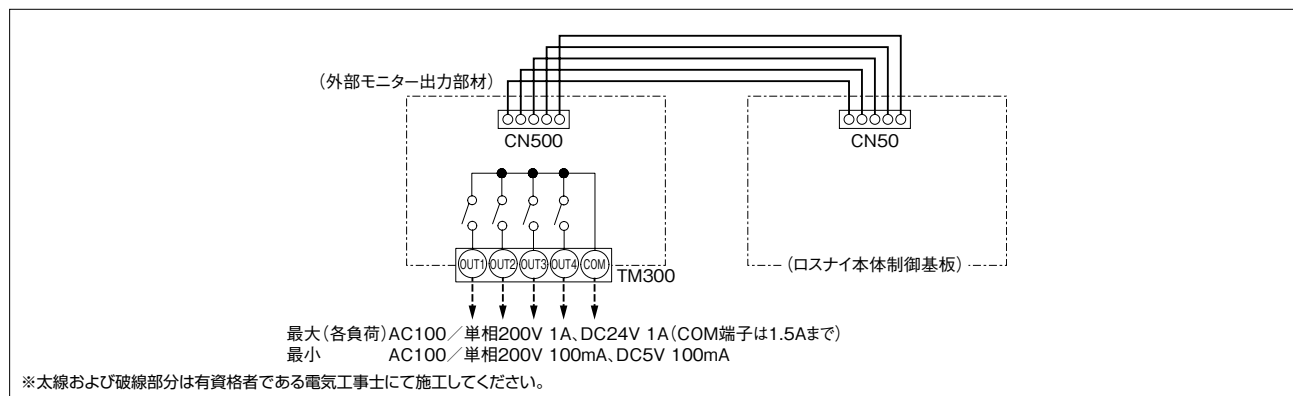 (外部モニター出力部材)
CN500
CN50
OUT1 OUT2 OUT3 OUT4 COM
TM300
(ロスナイ本体制御基板)
最大(各負荷)AC100／単相200V 1A、DC24V 1A(COM端子は1.5Aまで)
最小 AC100／単相200V 100mA、DC5V 100mA
※太線および破線部分は有資格者である電気工事士にて施工してください。